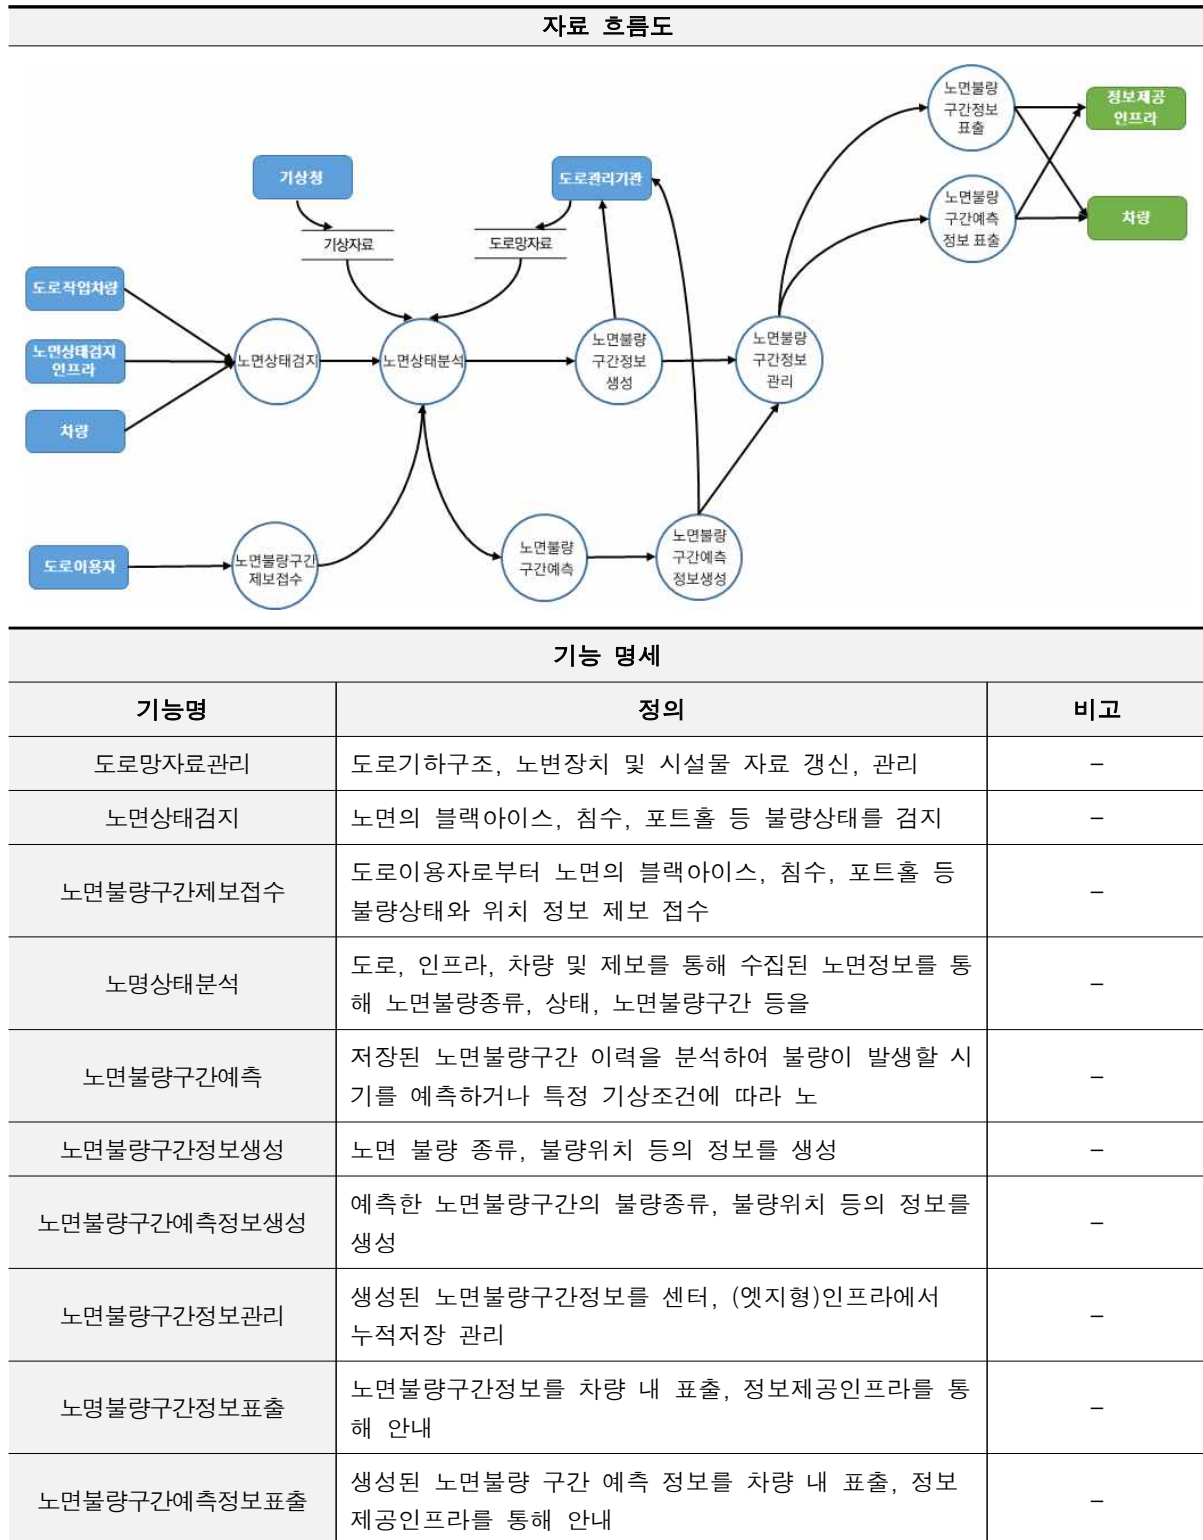 자료 흐름도
노면불량
구간정보
표출
정보제공
인프라
기상청
도로관리기관
노면불량
구간예측
정보 표출
차량
기상자료
도로망자료
도로작업차량
노면상태검지
인프라
차량
노면상태검지
노면상태분석
노면불량
구간정보
생성
노면불량
구간정보
관리
도로이용자
노면불량구간
제보접수
노면불량
구간예측
노면불량
구간예측
정보생성
기능 명세
기능명 정의 비고
도로망자료관리 도로기하구조, 노변장치 및 시설물 자료 갱신, 관리 –
노면상태검지 노면의 블랙아이스, 침수, 포트홀 등 불량상태를 검지 –
노면불량구간제보접수 도로이용자로부터 노면의 블랙아이스, 침수, 포트홀 등
불량상태와 위치 정보 제보 접수 –
노명상태분석 도로, 인프라, 차량 및 제보를 통해 수집된 노면정보를 통
해 노면불량종류, 상태, 노면불량구간 등을 –
노면불량구간예측 저장된 노면불량구간 이력을 분석하여 불량이 발생할 시
기를 예측하거나 특정 기상조건에 따라 노 –
노면불량구간정보생성 노면 불량 종류, 불량위치 등의 정보를 생성 –
노면불량구간예측정보생성 예측한 노면불량구간의 불량종류, 불량위치 등의 정보를
생성 –
노면불량구간정보관리 생성된 노면불량구간정보를 센터, (엣지형)인프라에서
누적저장 관리 –
노명불량구간정보표출 노면불량구간정보를 차량 내 표출, 정보제공인프라를 통
해 안내 –
노면불량구간예측정보표출 생성된 노면불량 구간 예측 정보를 차량 내 표출, 정보
제공인프라를 통해 안내 –